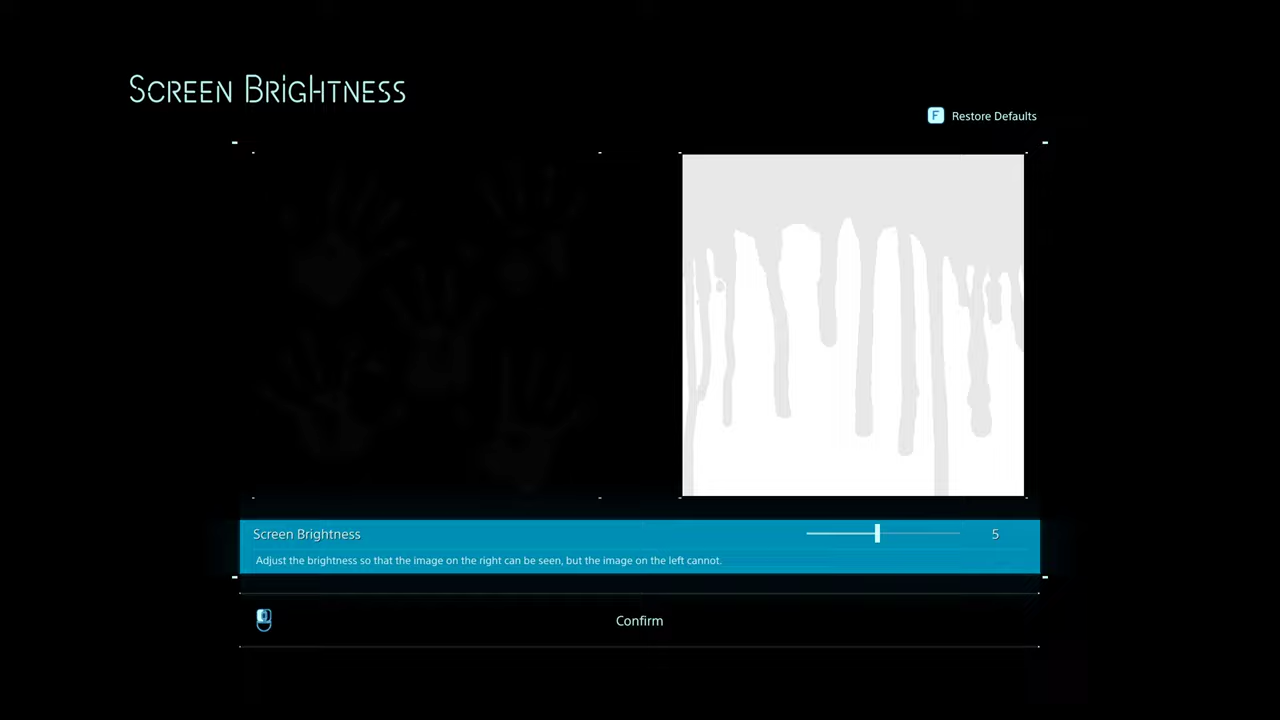 Screen Brightness
F Restore Defaults
Screen Brightness 5
Adjust the brightness so that the image on the right can be seen, but the image on the left cannot.
Confirm